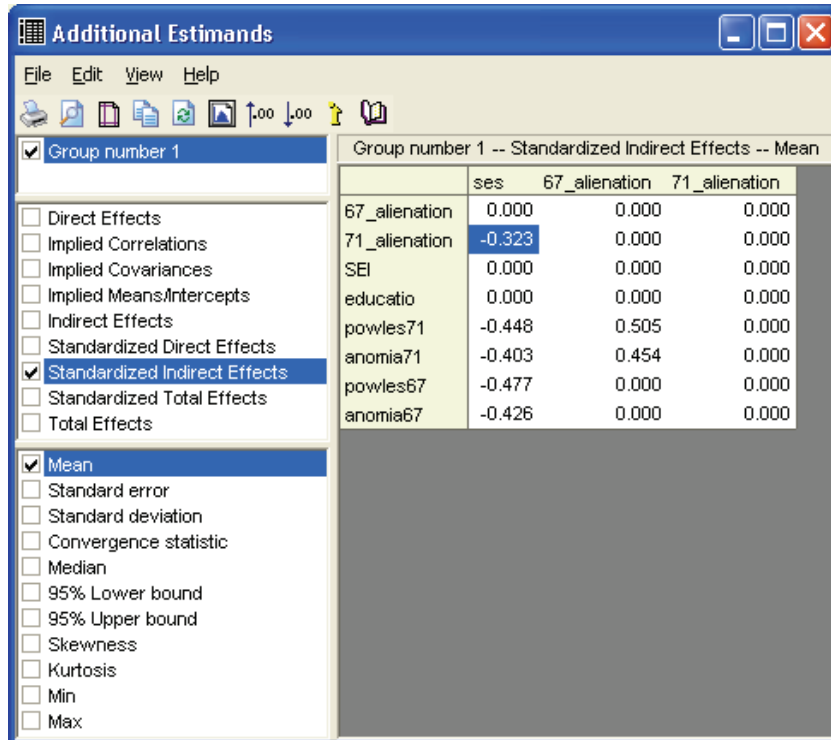 Additional Estimands
File Edit View Help
Group number 1
Direct Effects
Implied Correlations
Implied Covariances
Implied Means/Intercepts
Indirect Effects
Standardized Direct Effects
Standardized Indirect Effects
Standardized Total Effects
Total Effects
Mean
Standard error
Standard deviation
Convergence statistic
Median
95% Lower bound
95% Upper bound
Skewness
Kurtosis
Min
Max
Group number 1 -- Standardized Indirect Effects -- Mean
ses 67_alienation 71_alienation
67_alienation 0.000 0.000 0.000
71_alienation -0.323 0.000 0.000
SEI 0.000 0.000 0.000
educatio 0.000 0.000 0.000
powles71 -0.448 0.505 0.000
anomia71 -0.403 0.454 0.000
powles67 -0.477 0.000 0.000
anomia67 -0.426 0.000 0.000